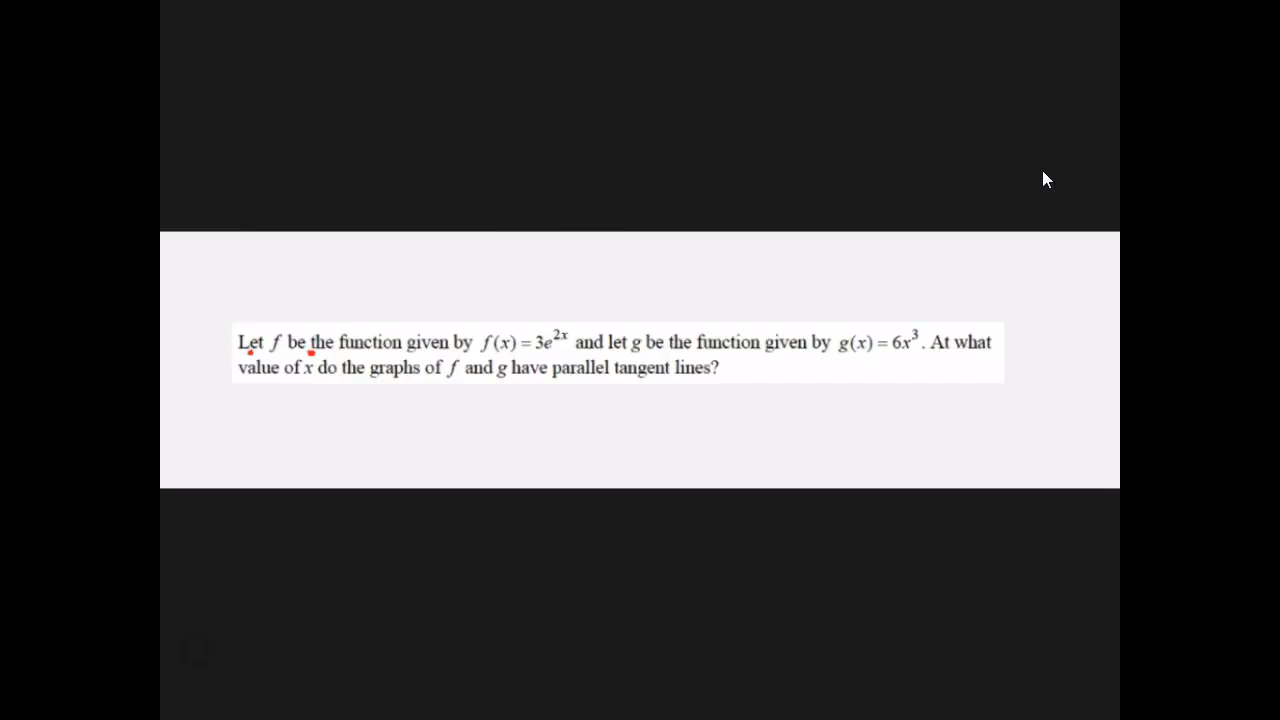 Let f be the function given by f(x) = 3e^{2x} and let g be the function given by g(x) = 6x^3. At what
value of x do the graphs of f and g have parallel tangent lines?